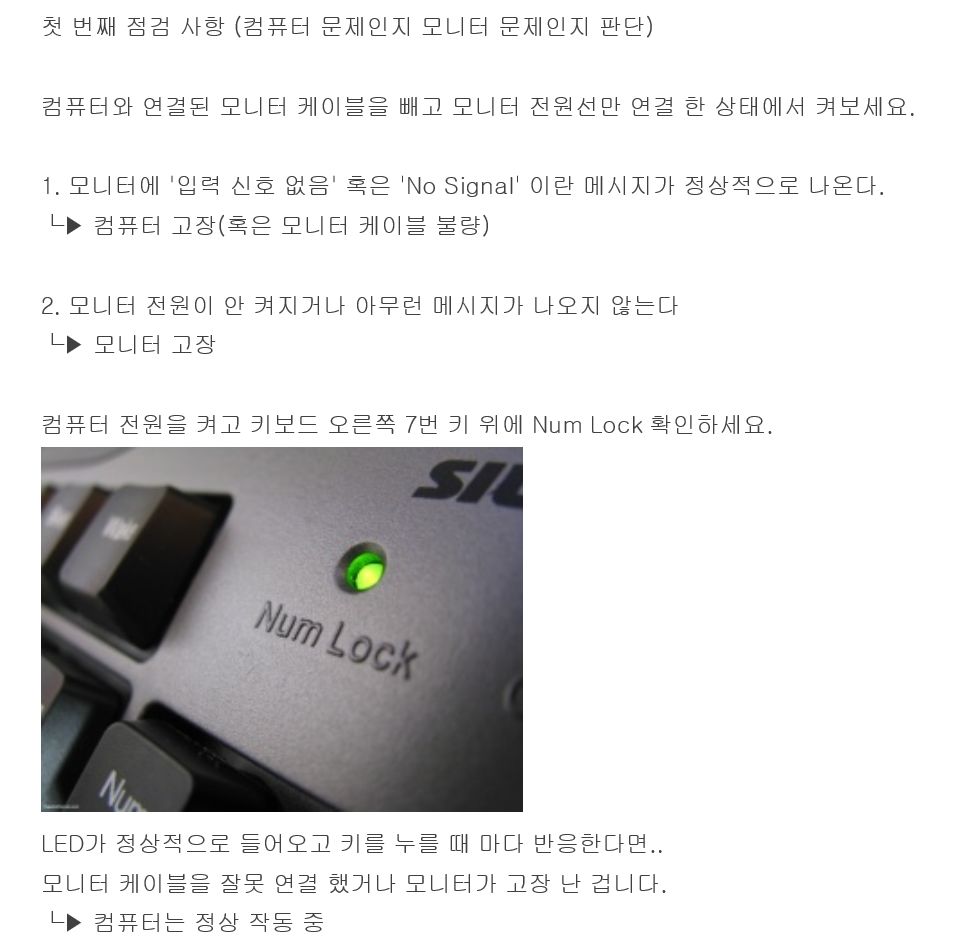 첫 번째 점검 사항 (컴퓨터 문제인지 모니터 문제인지 판단)
컴퓨터와 연결된 모니터 케이블을 빼고 모니터 전원선만 연결 한 상태에서 켜보세요.
1. 모니터에 '입력 신호 없음' 혹은 'No Signal' 이란 메시지가 정상적으로 나온다.
└▶ 컴퓨터 고장(혹은 모니터 케이블 불량)
2. 모니터 전원이 안 켜지거나 아무런 메시지가 나오지 않는다
└▶ 모니터 고장
컴퓨터 전원을 켜고 키보드 오른쪽 7번 키 위에 Num Lock 확인하세요.
Num Lock
Num
LED가 정상적으로 들어오고 키를 누를 때 마다 반응한다면..
모니터 케이블을 잘못 연결 했거나 모니터가 고장 난 겁니다.
└▶ 컴퓨터는 정상 작동 중